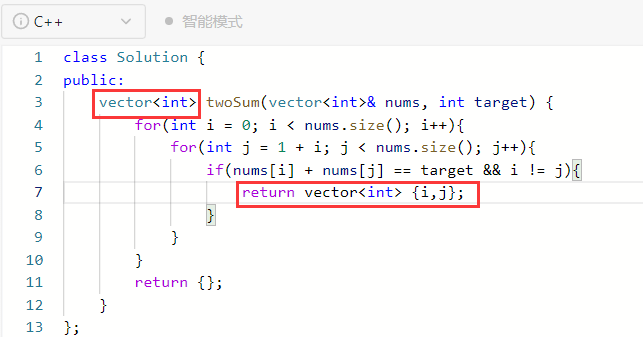 C++ 智能模式
1 class Solution {
2 public:
3 vector<int> twoSum(vector<int>& nums, int target) {
4 for(int i = 0; i < nums.size(); i++){
5 for(int j = 1 + i; j < nums.size(); j++){
6 if(nums[i] + nums[j] == target && i != j){
7 return vector<int> {i,j};
8 }
9 }
10 }
11 return {};
12 }
13 };